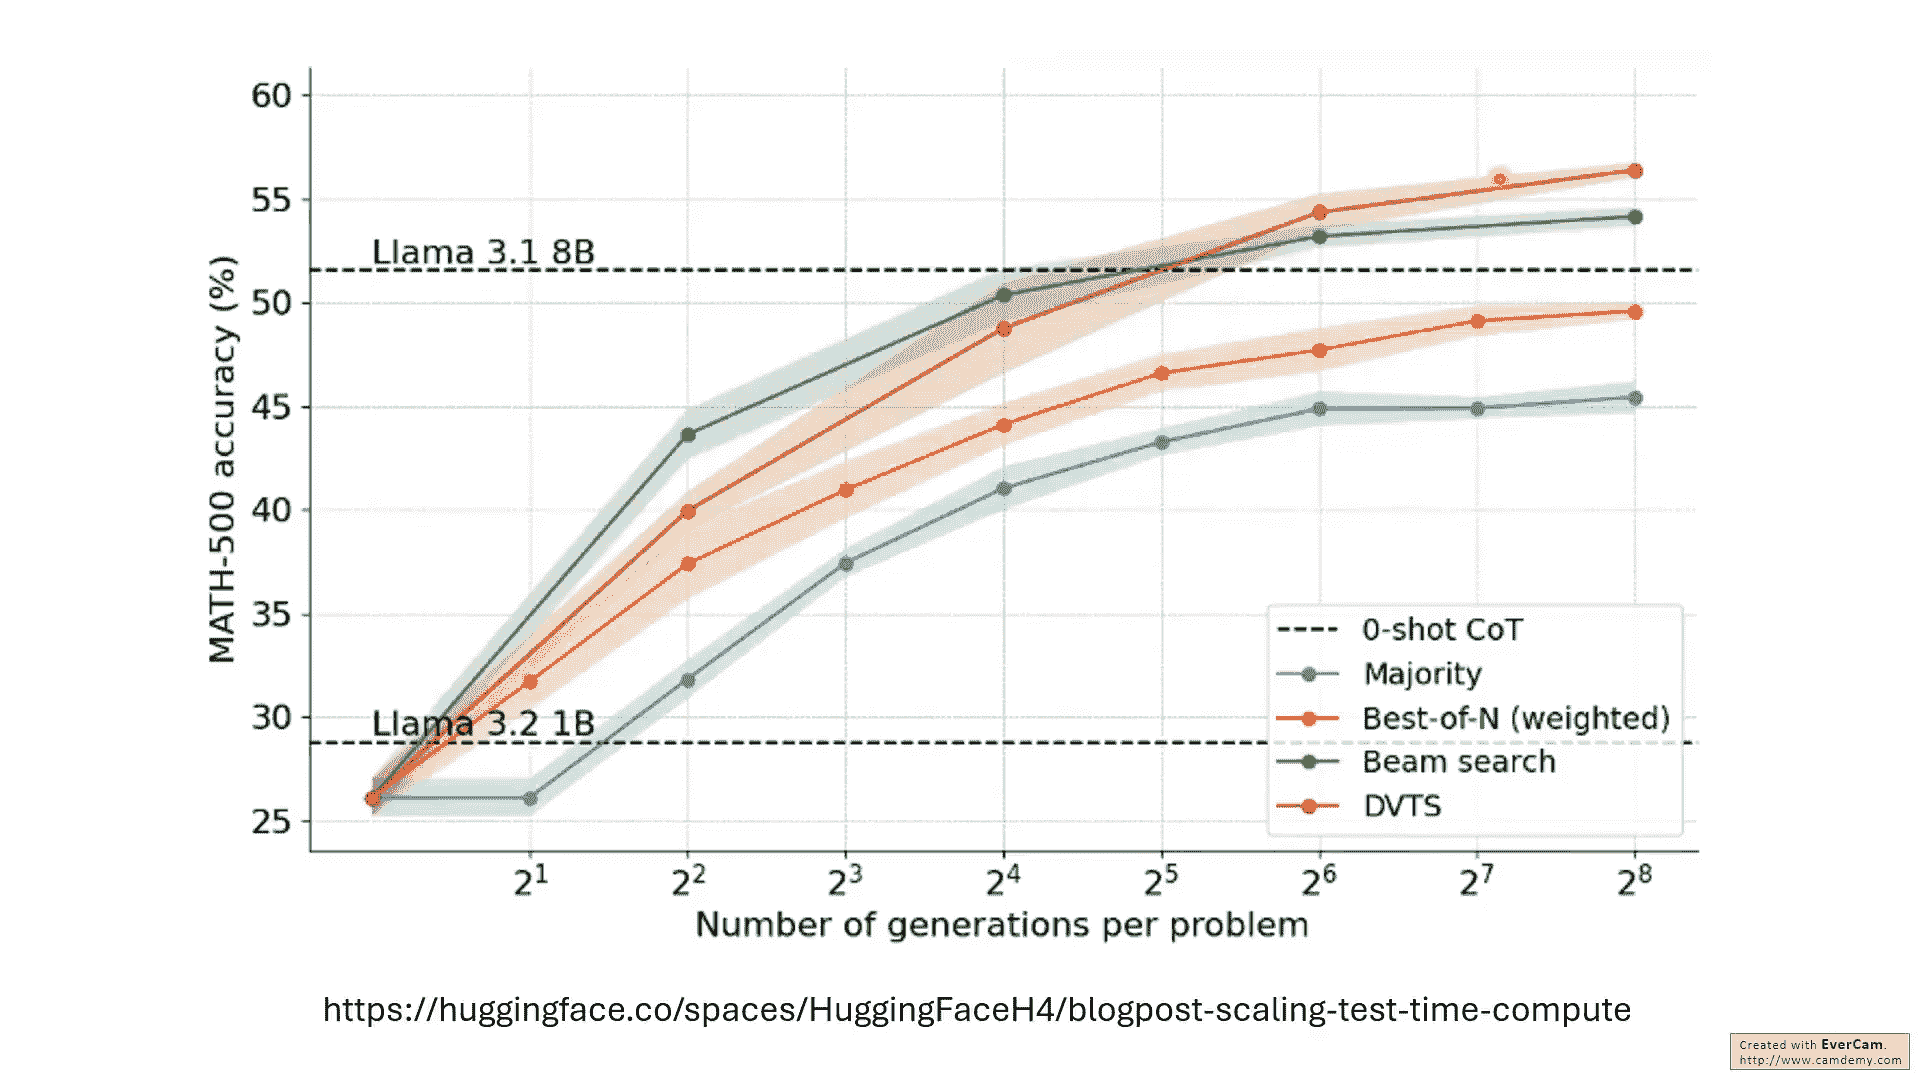 60
55
50
45
40
35
30
25
MATH-500 accuracy (%)
Llama 3.1 8B
Llama 3.2 1B
0-shot CoT
Majority
Best-of-N (weighted)
Beam search
DVTS
2¹ 2² 2³ 2⁴ 2⁵ 2⁶ 2⁷ 2⁸
Number of generations per problem
https://huggingface.co/spaces/HuggingFaceH4/blogpost-scaling-test-time-compute
Created with EverCam.
http://www.camdemy.com